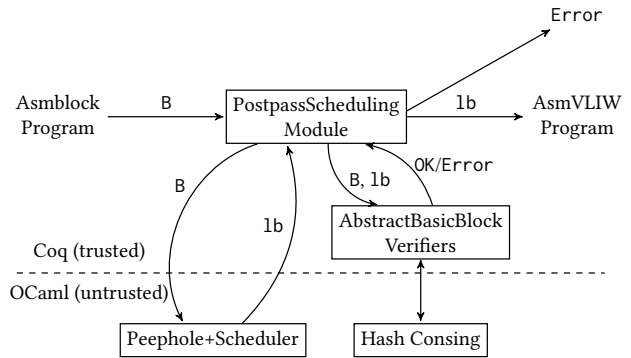 Error
Asmblock
Program
B
PostpassScheduling
Module
lb
AsmVLIW
Program
B
B, lb
OK/Error
lb
AbstractBasicBlock
Verifiers
Coq (trusted)
OCaml (untrusted)
Peephole+Scheduler
Hash Consing